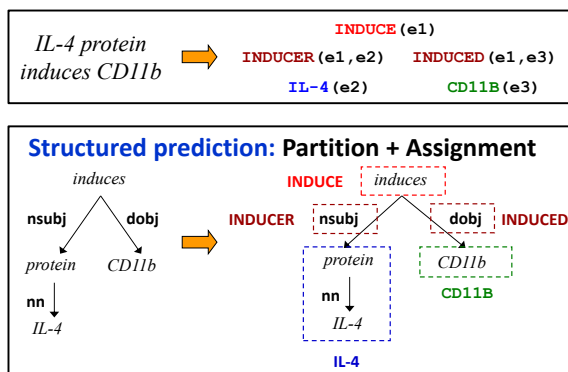 IL-4 protein
induces CD11b
INDUCE(e1)
INDUCER(e1,e2) INDUCED(e1,e3)
IL-4(e2) CD11B(e3)
Structured prediction: Partition + Assignment
induces
nsubj dobj
protein CD11b
nn
IL-4
INDUCE induces
INDUCER nsubj dobj INDUCED
protein CD11b
CD11B
nn
IL-4
IL-4